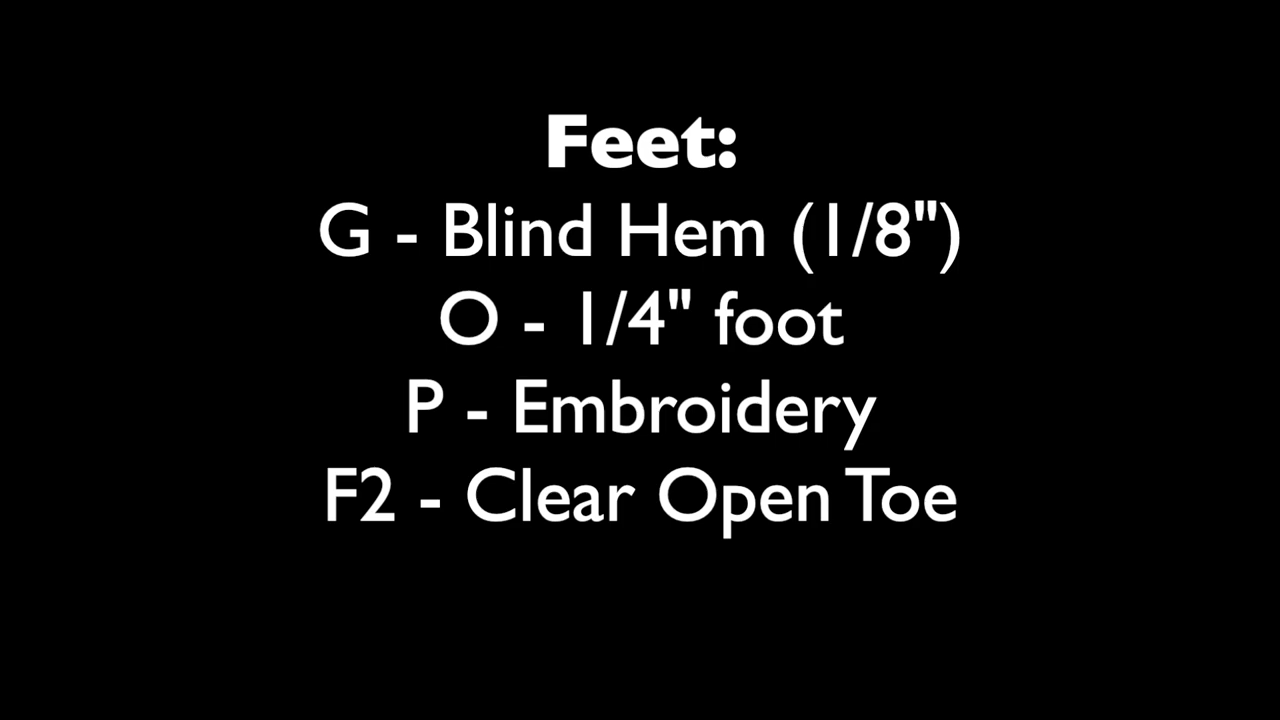 Feet:
G - Blind Hem (1/8")
O - 1/4" foot
P - Embroidery
F2 - Clear Open Toe